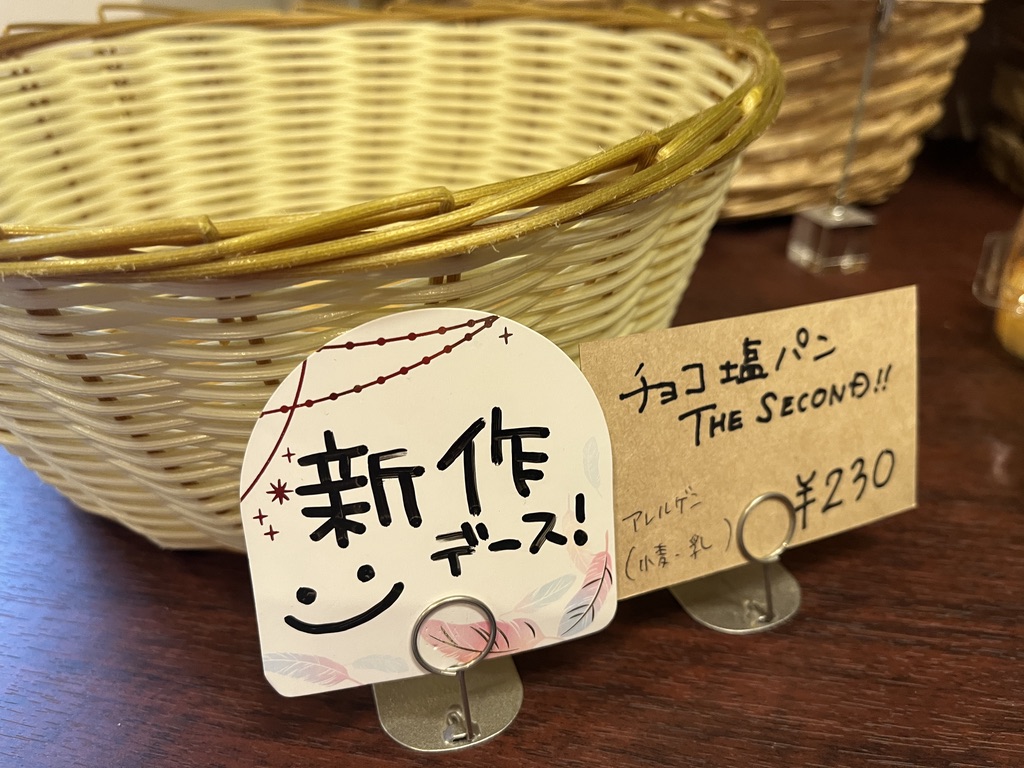 新作
デース!
チョコ塩パン
THE SECOND!!
¥230
アレルゲン
(小麦・乳)